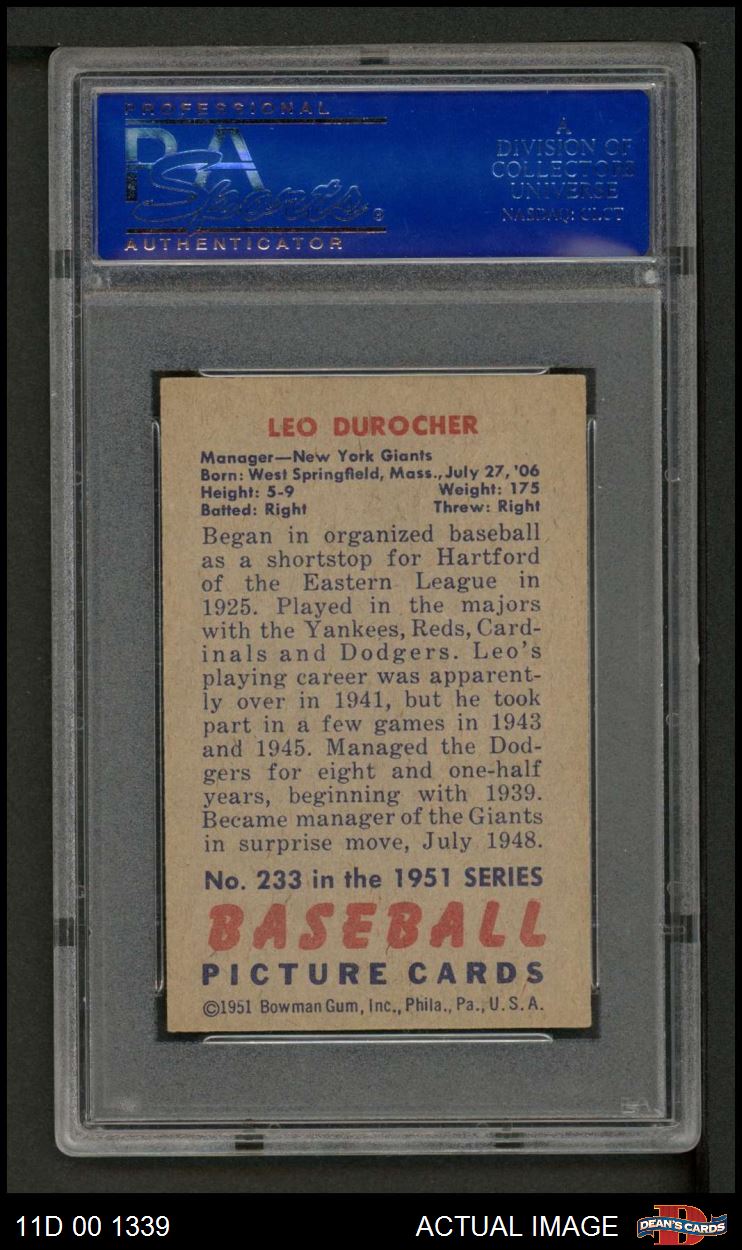 PROFESSIONAL
PSA
Sports®
AUTHENTICATOR
A
DIVISION OF
COLLECTORS
UNIVERSE
NASDAQ: CLCT
LEO DUROCHER
Manager—New York Giants
Born: West Springfield, Mass., July 27, '06
Height: 5-9 Weight: 175
Batted: Right Threw: Right
Began in organized baseball
as a shortstop for Hartford
of the Eastern League in
1925. Played in the majors
with the Yankees, Reds, Card-
inals and Dodgers. Leo's
playing career was apparent-
ly over in 1941, but he took
part in a few games in 1943
and 1945. Managed the Dod-
gers for eight and one-half
years, beginning with 1939.
Became manager of the Giants
in surprise move, July 1948.
No. 233 in the 1951 SERIES
BASEBALL
PICTURE CARDS
©1951 Bowman Gum, Inc., Phila., Pa., U.S.A.
11D 00 1339 ACTUAL IMAGE
D
DEAN'S CARDS